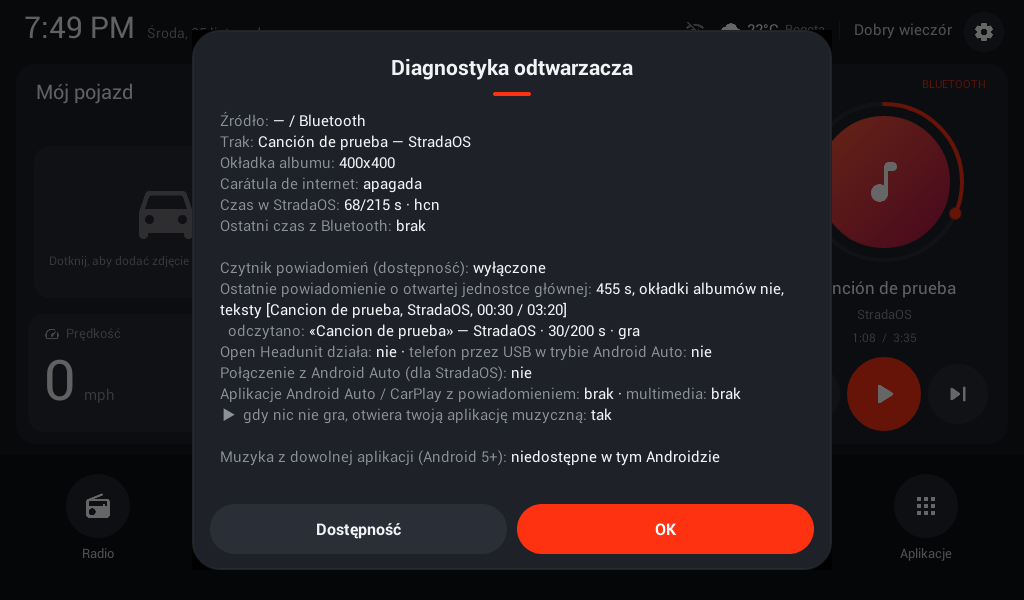 7:49 PM
22°C
Dobry wieczór
Mój pojazd
BLUETOOTH
Diagnostyka odtwarzacza
Źródło: — / Bluetooth
Trak: Canción de prueba — StradaOS
Okładka albumu: 400x400
Carátula de internet: apagada
Czas w StradaOS: 68/215 s · hcn
Ostatni czas z Bluetooth: brak
Czytnik powiadomień (dostępność): wyłączone
Ostatnie powiadomienie o otwartej jednostce głównej: 455 s, okładki albumów nie,
teksty [Cancion de prueba, StradaOS, 00:30 / 03:20]
odczytano: «Cancion de prueba» — StradaOS · 30/200 s · gra
Open Headunit działa: nie · telefon przez USB w trybie Android Auto: nie
Połączenie z Android Auto (dla StradaOS): nie
Aplikacje Android Auto / CarPlay z powiadomieniem: brak · multimedia: brak
▶ gdy nic nie gra, otwiera twoją aplikację muzyczną: tak
Muzyka z dowolnej aplikacji (Android 5+): niedostępne w tym Androidzie
Dostępność
OK
Dotknij, aby dodać zdjęcie
Prędkość
0 mph
nción de prueba
StradaOS
1:08 / 3:35
Radio
Aplikacje